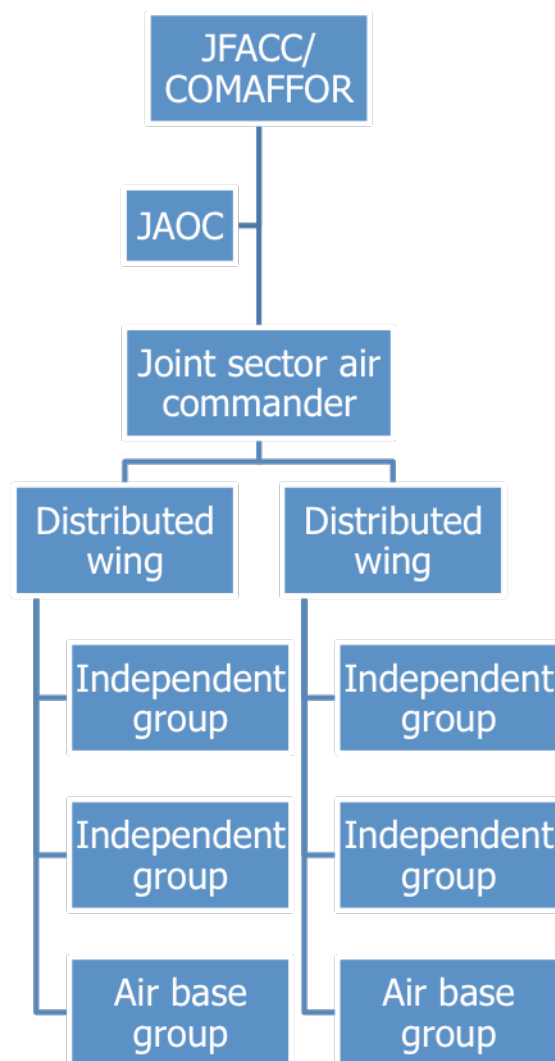 JFACC/
COMAFFOR
JAOC
Joint sector air
commander
Distributed
wing
Independent
group
Independent
group
Air base
group
Distributed
wing
Independent
group
Independent
group
Air base
group